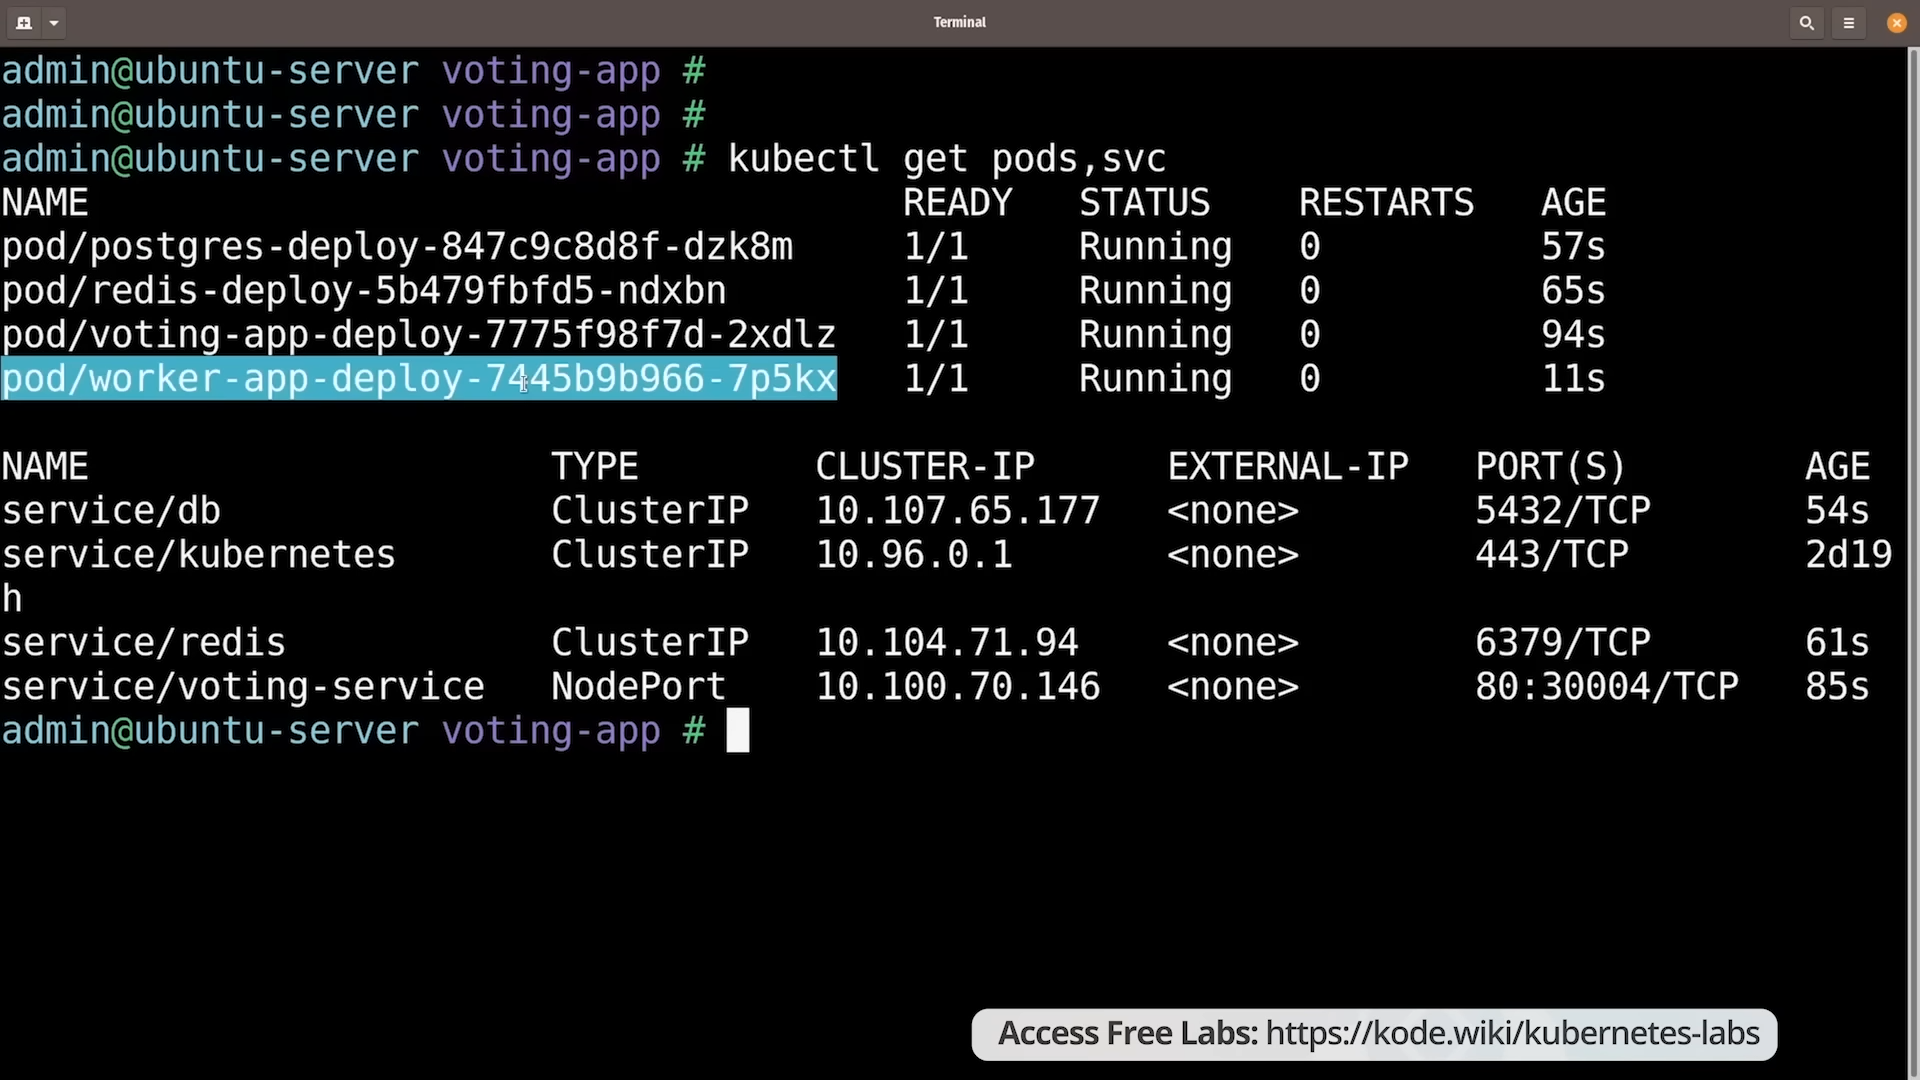 Terminal
admin@ubuntu-server voting-app #
admin@ubuntu-server voting-app #
admin@ubuntu-server voting-app # kubectl get pods,svc
NAME READY STATUS RESTARTS AGE
pod/postgres-deploy-847c9c8d8f-dzk8m 1/1 Running 0 57s
pod/redis-deploy-5b479fbfd5-ndxbn 1/1 Running 0 65s
pod/voting-app-deploy-7775f98f7d-2xdlz 1/1 Running 0 94s
pod/worker-app-deploy-7445b9b966-7p5kx 1/1 Running 0 11s
NAME TYPE CLUSTER-IP EXTERNAL-IP PORT(S) AGE
service/db ClusterIP 10.107.65.177 <none> 5432/TCP 54s
service/kubernetes ClusterIP 10.96.0.1 <none> 443/TCP 2d19
h
service/redis ClusterIP 10.104.71.94 <none> 6379/TCP 61s
service/voting-service NodePort 10.100.70.146 <none> 80:30004/TCP 85s
admin@ubuntu-server voting-app #
Access Free Labs: https://kode.wiki/kubernetes-labs